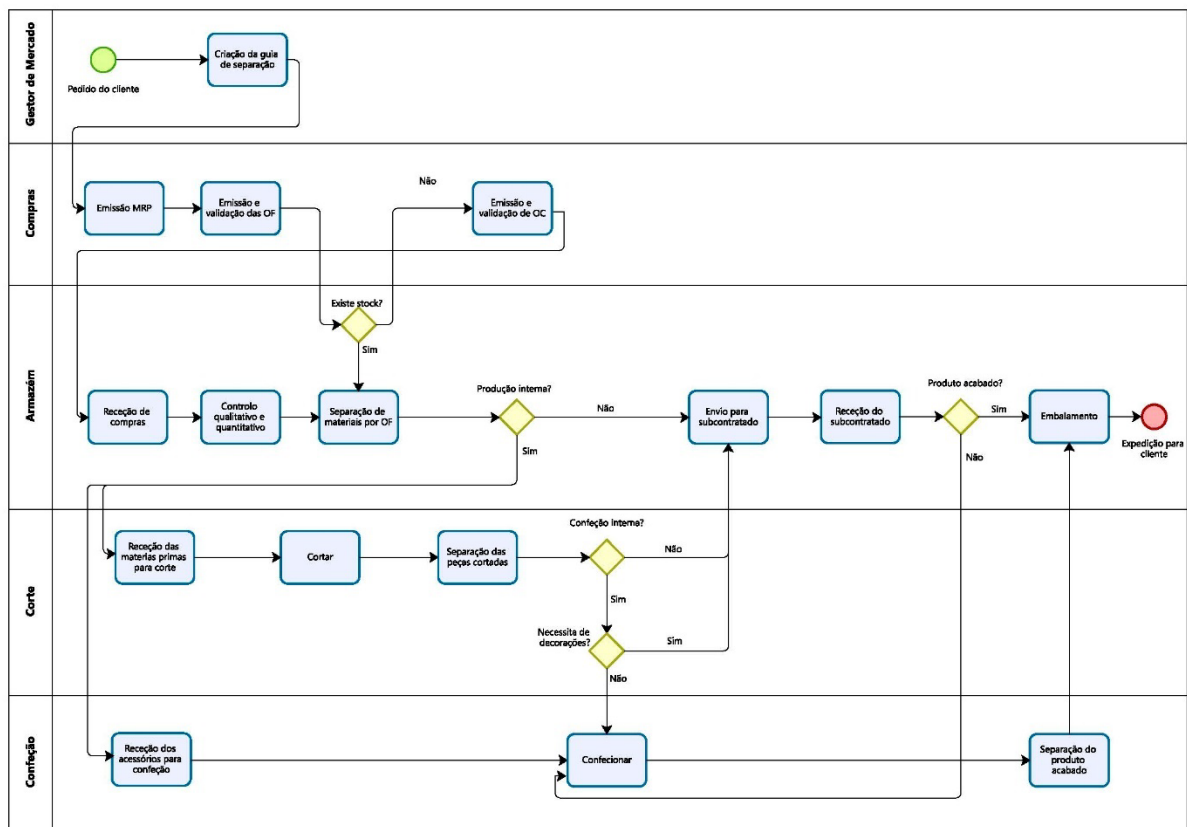 Gestor de Mercado
Pedido do cliente
Criação da guia
de separação
Compras
Emissão MRP
Emissão e
validação das OF
Não
Emissão e
validação de OC
Armazém
Existe stock?
Sim
Receção de
compras
Controlo
qualitativo e
quantitativo
Separação de
materiais por OF
Produção interna?
Não
Sim
Envio para
subcontratado
Receção do
subcontratado
Produto acabado?
Sim
Não
Embalamento
Expedição para
cliente
Corte
Receção das
materias primas
para corte
Cortar
Separação das
peças cortadas
Confeção interna?
Não
Sim
Necessita de
decorações?
Sim
Não
Confeção
Receção dos
acessórios para
confeção
Confecionar
Separação do
produto
acabado